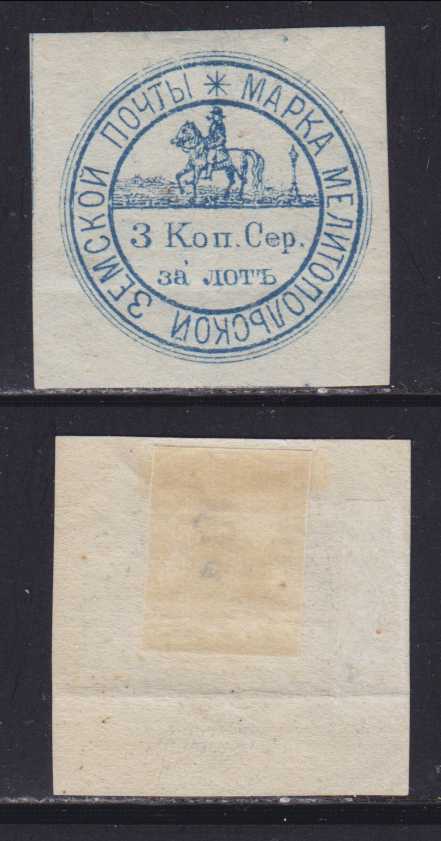 МАРКА МЕЛИТОПОЛЬСКОЙ ЗЕМСКОЙ ПОЧТЫ
3 Коп. Сер.
за лотъ